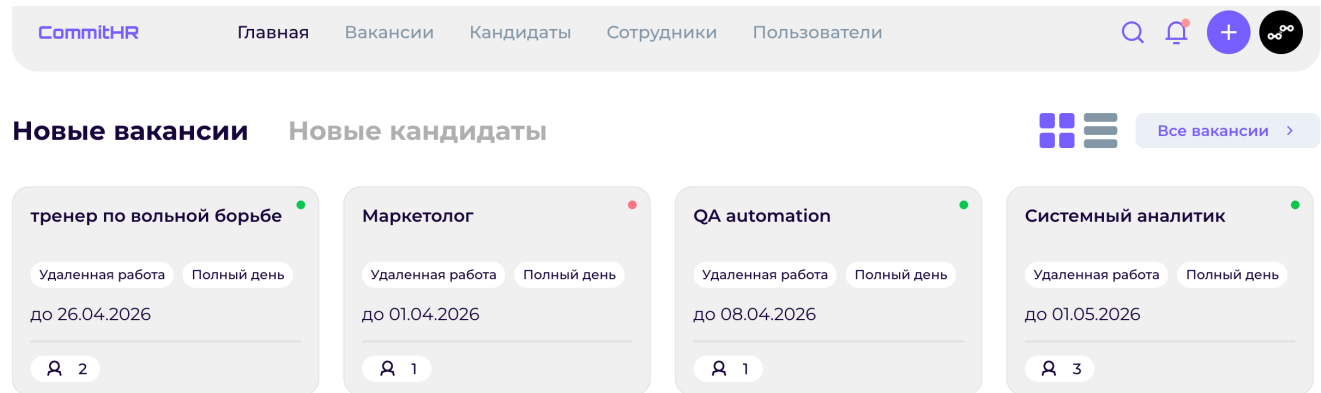 CommitHR Главная Вакансии Кандидаты Сотрудники Пользователи
Новые вакансии Новые кандидаты Все вакансии
тренер по вольной борьбе
Удаленная работа Полный день
до 26.04.2026
2
Маркетолог
Удаленная работа Полный день
до 01.04.2026
1
QA automation
Удаленная работа Полный день
до 08.04.2026
1
Системный аналитик
Удаленная работа Полный день
до 01.05.2026
3